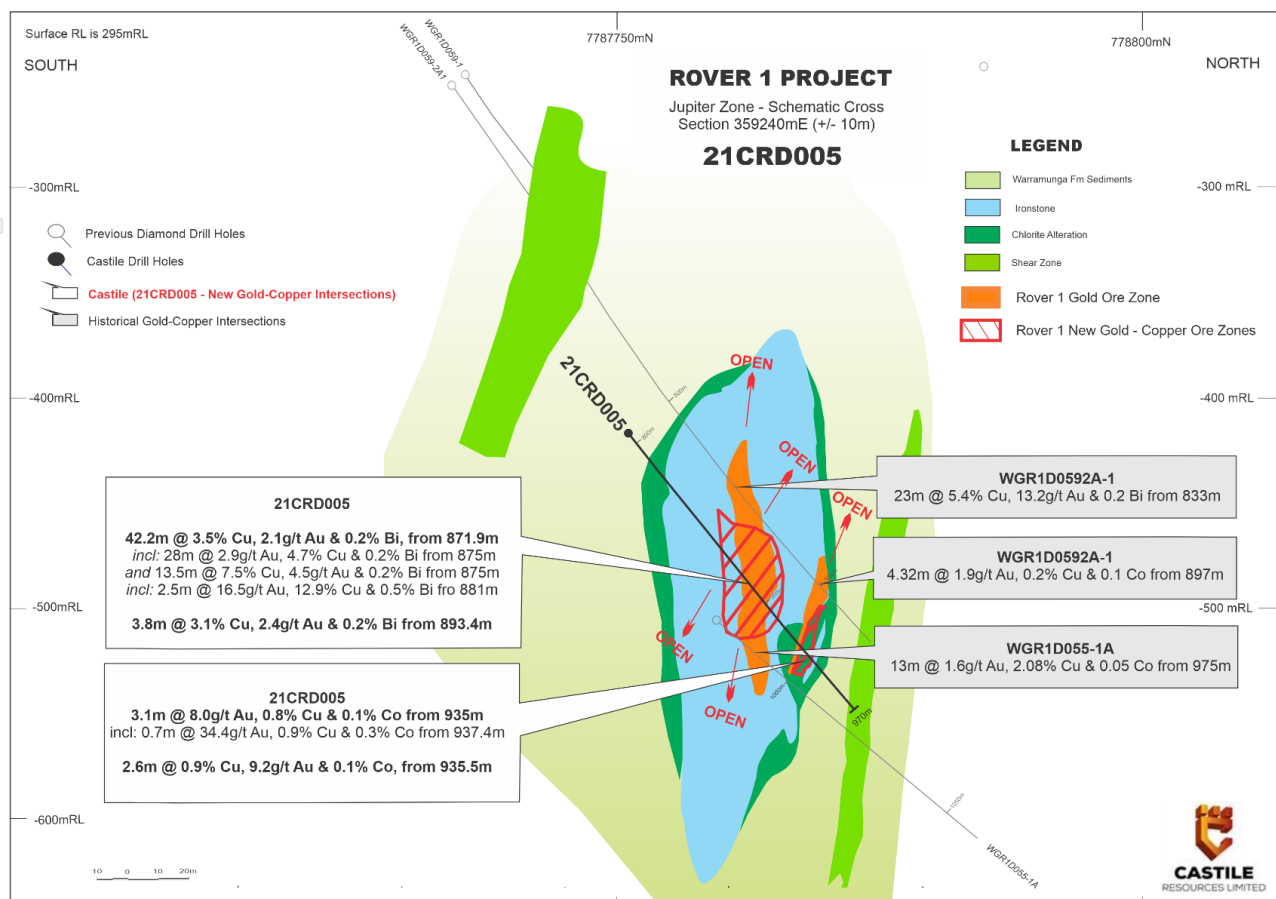 Surface RL is 295mRL
SOUTH
WGR1D059-2A1
WGR1D059-1
7787750mN
778800mN
NORTH
ROVER 1 PROJECT
Jupiter Zone - Schematic Cross
Section 359240mE (+/- 10m)
21CRD005
LEGEND
Warramunga Fm Sediments
Ironstone
Chlorite Alteration
Shear Zone
Rover 1 Gold Ore Zone
Rover 1 New Gold - Copper Ore Zones
-300mRL
-300 mRL
Previous Diamond Drill Holes
Castile Drill Holes
Castile (21CRD005 - New Gold-Copper Intersections)
Historical Gold-Copper Intersections
-400mRL
-400 mRL
21CRD005
800m
800m
OPEN
OPEN
OPEN
OPEN
OPEN
21CRD005
42.2m @ 3.5% Cu, 2.1g/t Au & 0.2% Bi, from 871.9m
incl: 28m @ 2.9g/t Au, 4.7% Cu & 0.2% Bi from 875m
and 13.5m @ 7.5% Cu, 4.5g/t Au & 0.2% Bi from 875m
incl: 2.5m @ 16.5g/t Au, 12.9% Cu & 0.5% Bi fro 881m
3.8m @ 3.1% Cu, 2.4g/t Au & 0.2% Bi from 893.4m
WGR1D0592A-1
23m @ 5.4% Cu, 13.2g/t Au & 0.2 Bi from 833m
WGR1D0592A-1
4.32m @ 1.9g/t Au, 0.2% Cu & 0.1 Co from 897m
-500 mRL
-500mRL
WGR1D055-1A
13m @ 1.6g/t Au, 2.08% Cu & 0.05 Co from 975m
21CRD005
3.1m @ 8.0g/t Au, 0.8% Cu & 0.1% Co from 935m
incl: 0.7m @ 34.4g/t Au, 0.9% Cu & 0.3% Co from 937.4m
2.6m @ 0.9% Cu, 9.2g/t Au & 0.1% Co, from 935.5m
1000m
970m
1050m
WGR1D055-1A
-600mRL
10 0 10 20m
CASTILE
RESOURCES LIMITED